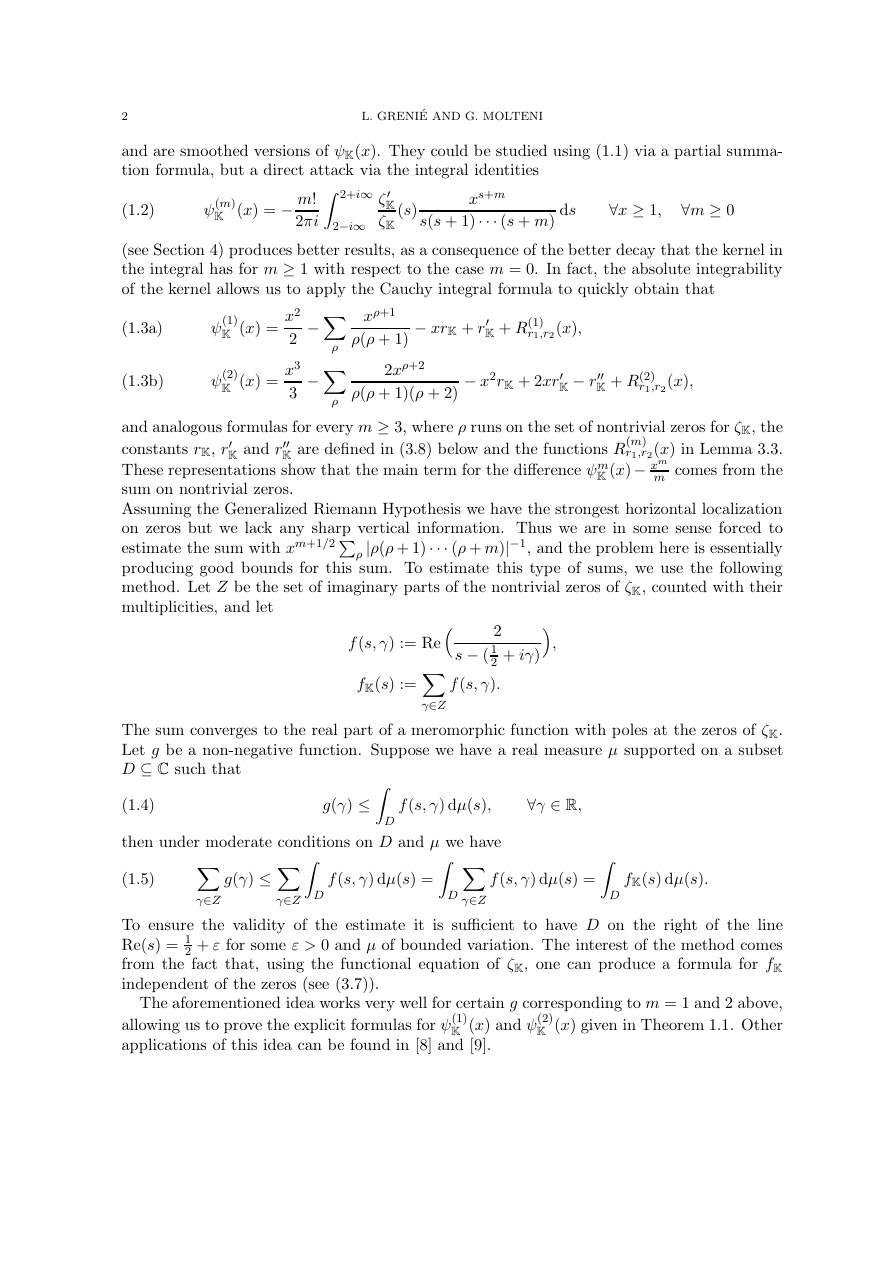 2 L. GRENIÉ AND G. MOLTENI
and are smoothed versions of ψ_𝕂(x). They could be studied using (1.1) via a partial summa-
tion formula, but a direct attack via the integral identities
(1.2) ψ_𝕂^{(m)}(x) = −\frac{m!}{2πi} ∫_{2−i∞}^{2+i∞} \frac{ζ'_𝕂}{ζ_𝕂}(s) \frac{x^{s+m}}{s(s+1)···(s+m)} ds ∀x ≥ 1, ∀m ≥ 0
(see Section 4) produces better results, as a consequence of the better decay that the kernel in
the integral has for m ≥ 1 with respect to the case m = 0. In fact, the absolute integrability
of the kernel allows us to apply the Cauchy integral formula to quickly obtain that
(1.3a) ψ_𝕂^{(1)}(x) = \frac{x^2}{2} − ∑_ρ \frac{x^{ρ+1}}{ρ(ρ+1)} − xr_𝕂 + r'_𝕂 + R^{(1)}_{r_1,r_2}(x),
(1.3b) ψ_𝕂^{(2)}(x) = \frac{x^3}{3} − ∑_ρ \frac{2x^{ρ+2}}{ρ(ρ+1)(ρ+2)} − x^2r_𝕂 + 2xr'_𝕂 − r''_𝕂 + R^{(2)}_{r_1,r_2}(x),
and analogous formulas for every m ≥ 3, where ρ runs on the set of nontrivial zeros for ζ_𝕂, the
constants r_𝕂, r'_𝕂 and r''_𝕂 are defined in (3.8) below and the functions R^{(m)}_{r_1,r_2}(x) in Lemma 3.3.
These representations show that the main term for the difference ψ_𝕂^m(x) − \frac{x^m}{m} comes from the
sum on nontrivial zeros.
Assuming the Generalized Riemann Hypothesis we have the strongest horizontal localization
on zeros but we lack any sharp vertical information. Thus we are in some sense forced to
estimate the sum with x^{m+1/2} ∑_ρ |ρ(ρ+1)···(ρ+m)|^{−1}, and the problem here is essentially
producing good bounds for this sum. To estimate this type of sums, we use the following
method. Let Z be the set of imaginary parts of the nontrivial zeros of ζ_𝕂, counted with their
multiplicities, and let
f(s, γ) := Re(\frac{2}{s − (\frac{1}{2} + iγ)}),
f_𝕂(s) := ∑_{γ∈Z} f(s, γ).
The sum converges to the real part of a meromorphic function with poles at the zeros of ζ_𝕂.
Let g be a non-negative function. Suppose we have a real measure μ supported on a subset
D ⊆ ℂ such that
(1.4) g(γ) ≤ ∫_D f(s, γ) dμ(s), ∀γ ∈ ℝ,
then under moderate conditions on D and μ we have
(1.5) ∑_{γ∈Z} g(γ) ≤ ∑_{γ∈Z} ∫_D f(s, γ) dμ(s) = ∫_D ∑_{γ∈Z} f(s, γ) dμ(s) = ∫_D f_𝕂(s) dμ(s).
To ensure the validity of the estimate it is sufficient to have D on the right of the line
Re(s) = \frac{1}{2} + ε for some ε > 0 and μ of bounded variation. The interest of the method comes
from the fact that, using the functional equation of ζ_𝕂, one can produce a formula for f_𝕂
independent of the zeros (see (3.7)).
The aforementioned idea works very well for certain g corresponding to m = 1 and 2 above,
allowing us to prove the explicit formulas for ψ_𝕂^{(1)}(x) and ψ_𝕂^{(2)}(x) given in Theorem 1.1. Other
applications of this idea can be found in [8] and [9].